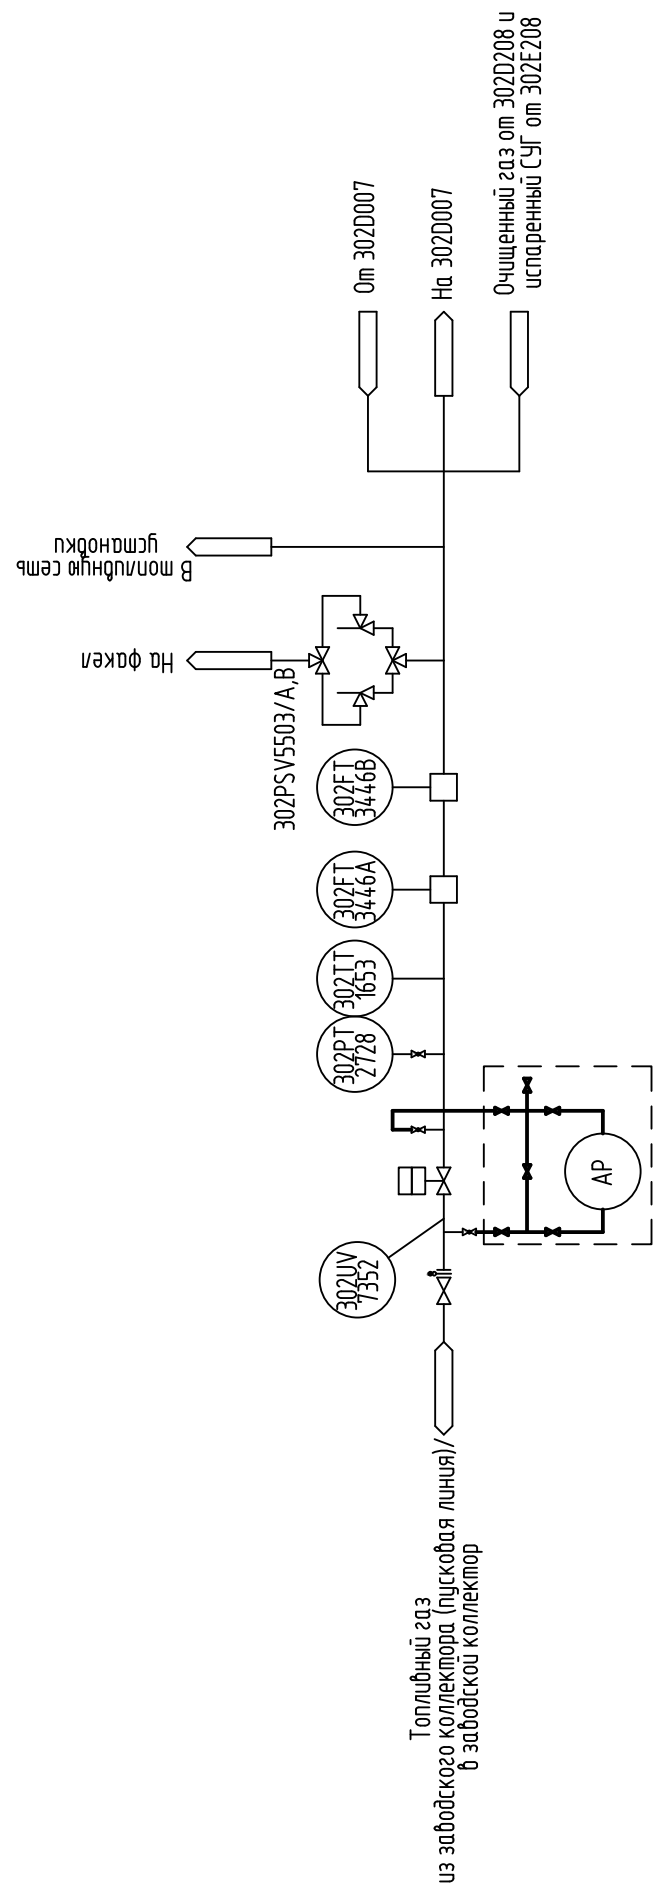 От 302D007
На 302D007
Очищенный газ от 302D208 и
испаренный СУГ от 302E208
В топливную сеть
установки
На факел
302PSV5503/A,B
302FT
3446B
302FT
3446A
302TT
1653
302PT
2728
AP
302UV
7352
Топливный газ
из заводского коллектора (пусковая линия)/
в заводской коллектор